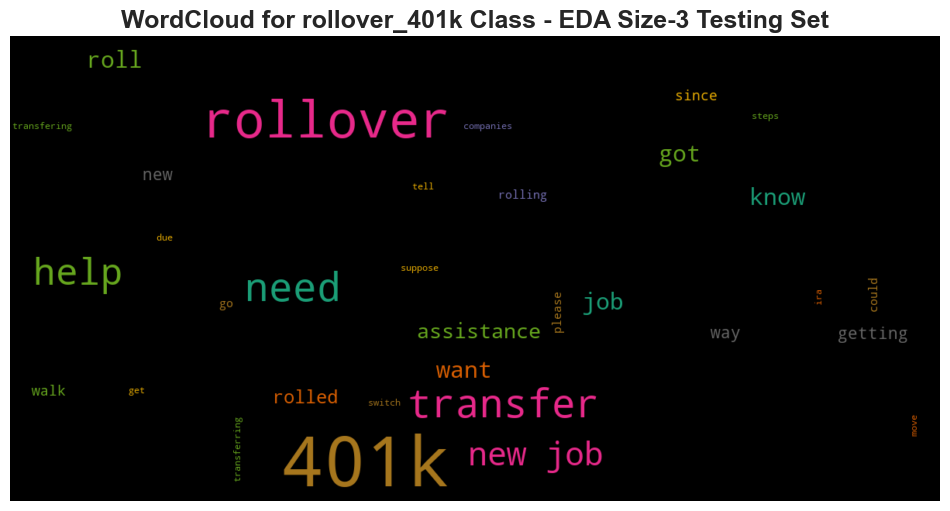 WordCloud for rollover_401k Class - EDA Size-3 Testing Set
roll
since
rollover
steps
transfering
companies
got
new
tell
rolling
know
due
help
suppose
need
go
please
job
ira
could
assistance
way
getting
want
walk
get
rolled
switch
transfer
move
transferring
401k
new job